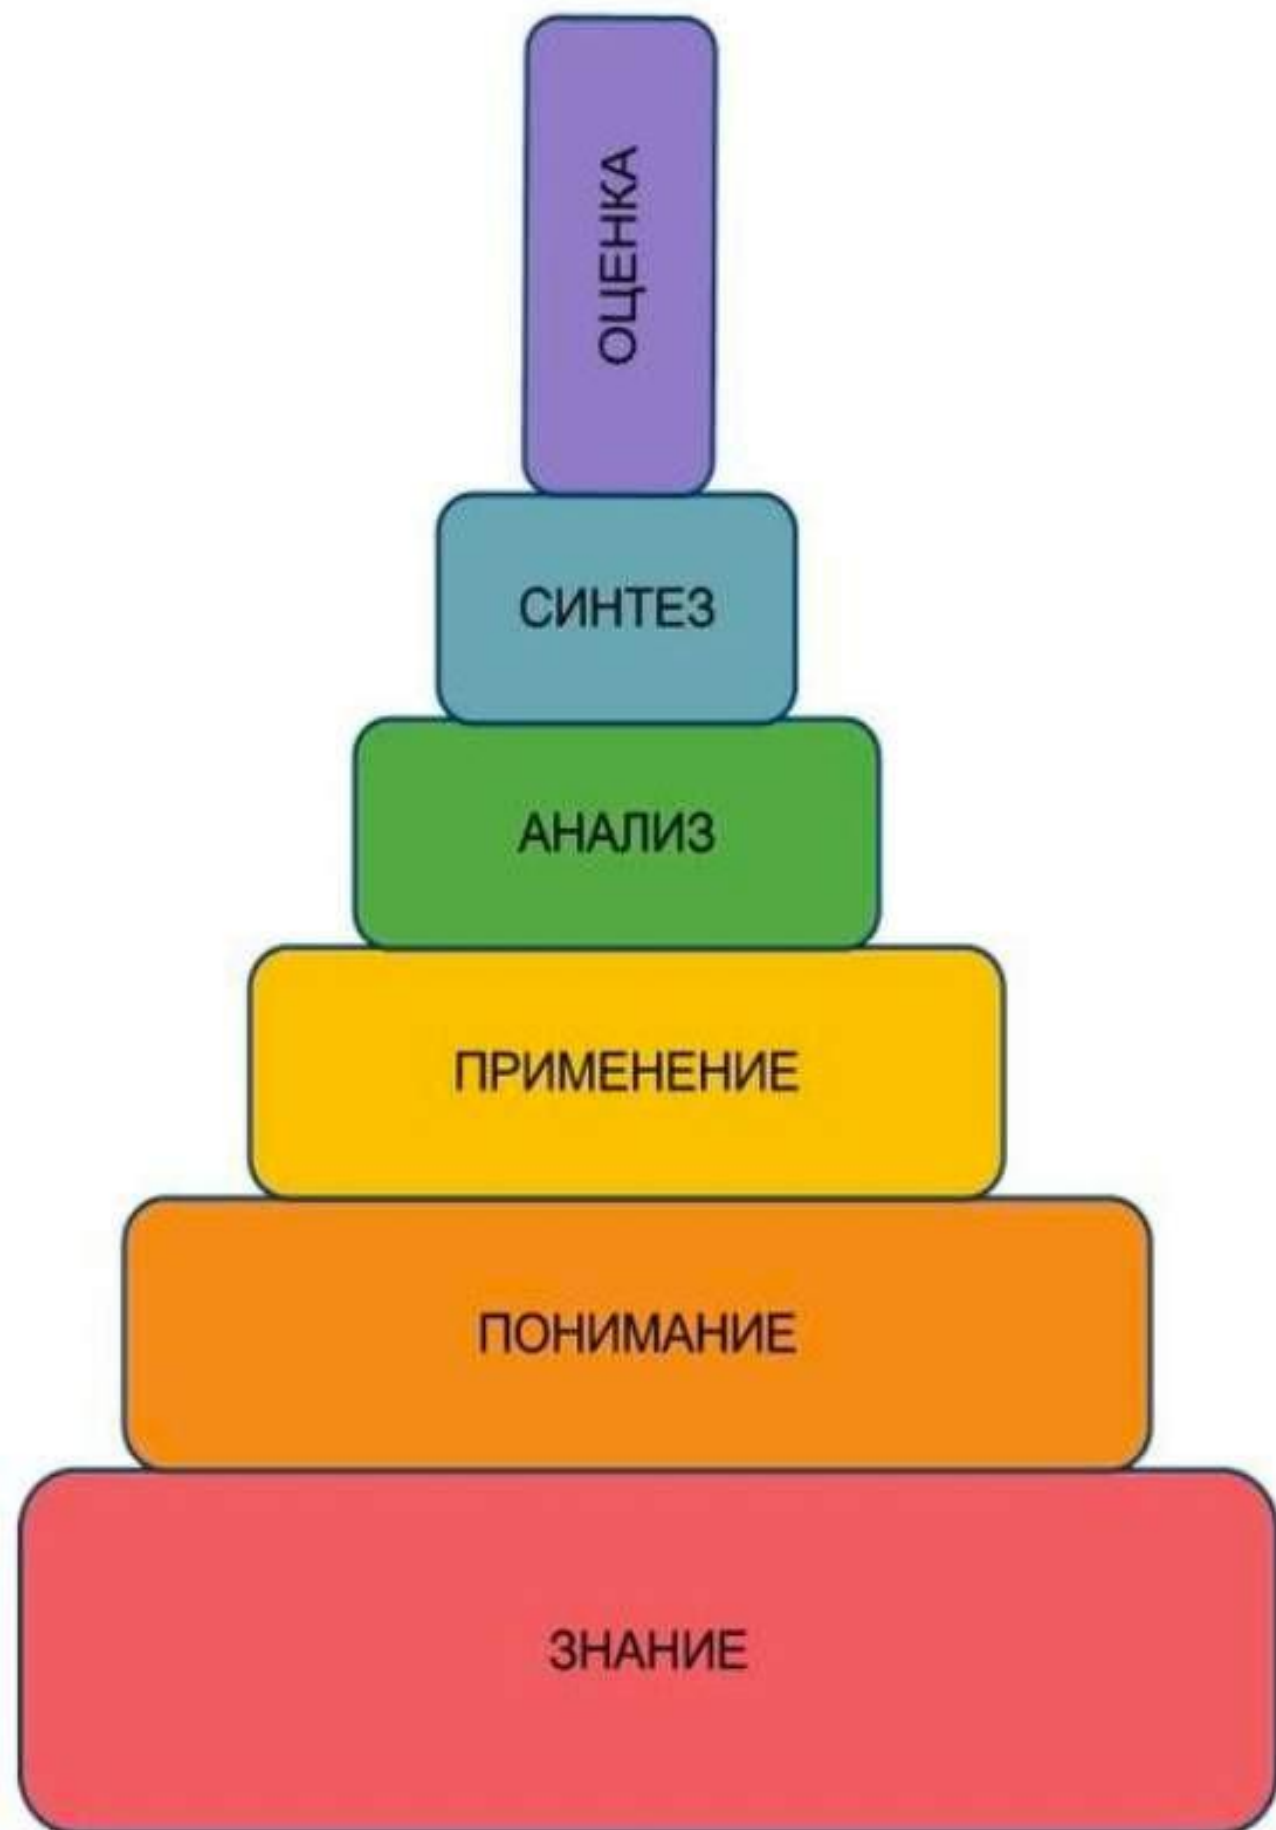 ОЦЕНКА
СИНТЕЗ
АНАЛИЗ
ПРИМЕНЕНИЕ
ПОНИМАНИЕ
ЗНАНИЕ